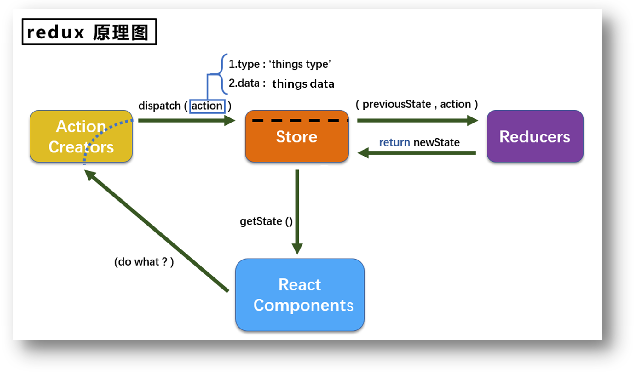 redux 原理图
1.type : 'things type'
2.data : things data
dispatch ( action )
( previousState , action )
Action
Creators
Store
Reducers
return newState
getState ()
(do what ? )
React
Components